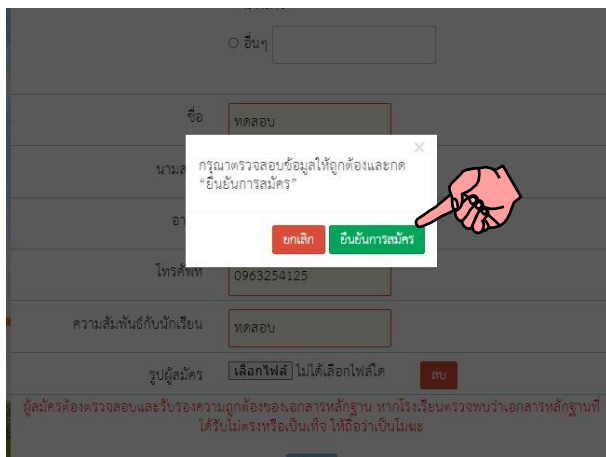 อื่นๆ
ชื่อ ทดสอบ
กรุณาตรวจสอบข้อมูลให้ถูกต้องและกด
"ยืนยันการสมัคร"
ยกเลิก ยืนยันการสมัคร
โทรศัพท์ 0963254125
ความสัมพันธ์กับนักเรียน ทดสอบ
รูปผู้สมัคร เลือกไฟล์ ไม่ได้เลือกไฟล์ใด ลบ
ผู้สมัครต้องตรวจสอบและรับรองความถูกต้องของเอกสารหลักฐาน หากโรงเรียนตรวจพบว่าเอกสารหลักฐานที่
ได้รับไม่ตรงหรือเป็นเท็จ ให้ถือว่าเป็นโมฆะ